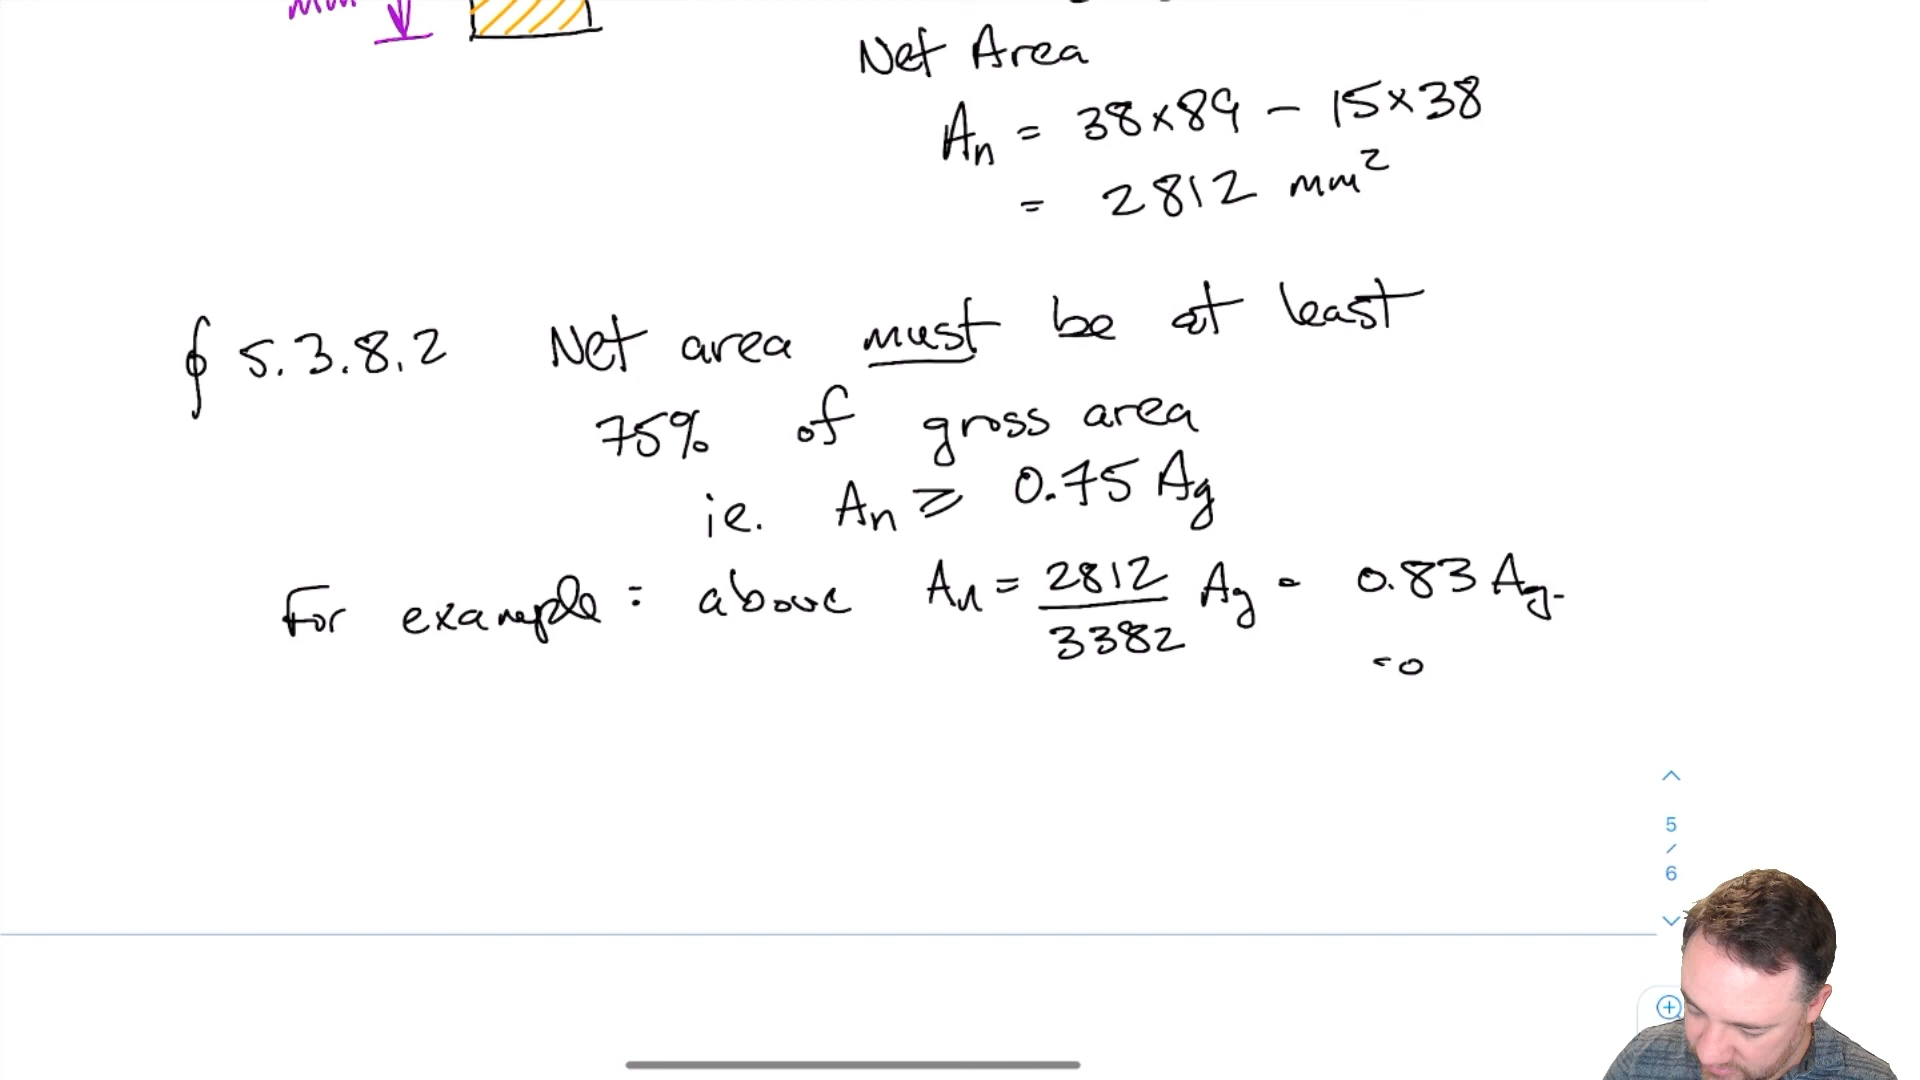 mm
Net Area
An = 38×89 - 15×38
= 2812 mm²
§ 5.3.8.2 Net area must be at least
75% of gross area
ie. An ≥ 0.75 Ag
For example: above An = 2812/3382 Ag = 0.83 Ag.
= 0
5
/
6